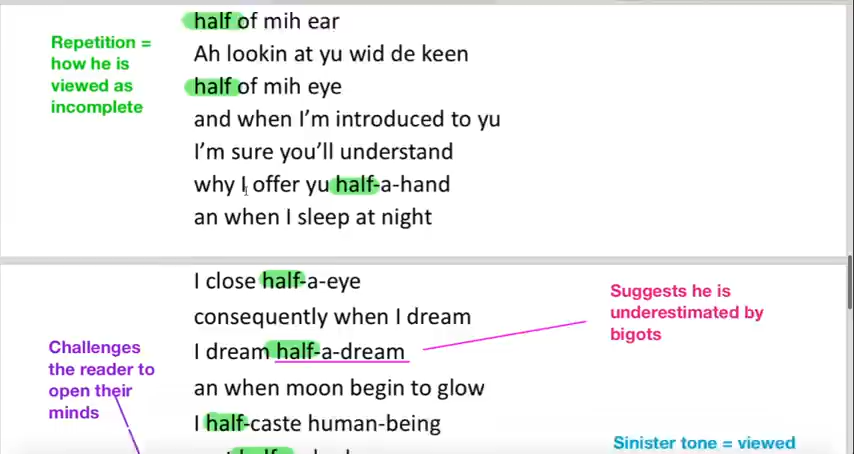 half of mih ear
Repetition =
how he is
viewed as
incomplete
Ah lookin at yu wid de keen
half of mih eye
and when I'm introduced to yu
I'm sure you'll understand
why I offer yu half-a-hand
an when I sleep at night
I close half-a-eye
consequently when I dream
I dream half-a-dream
an when moon begin to glow
I half-caste human-being
Suggests he is
underestimated by
bigots
Challenges
the reader to
open their
minds
Sinister tone = viewed